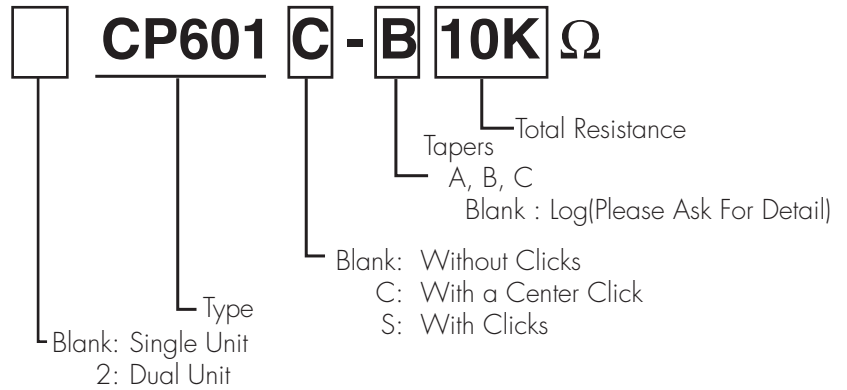 CP601 C - B 10K Ω
Total Resistance
Tapers
A, B, C
Blank : Log(Please Ask For Detail)
Blank: Without Clicks
C: With a Center Click
S: With Clicks
Type
Blank: Single Unit
2: Dual Unit